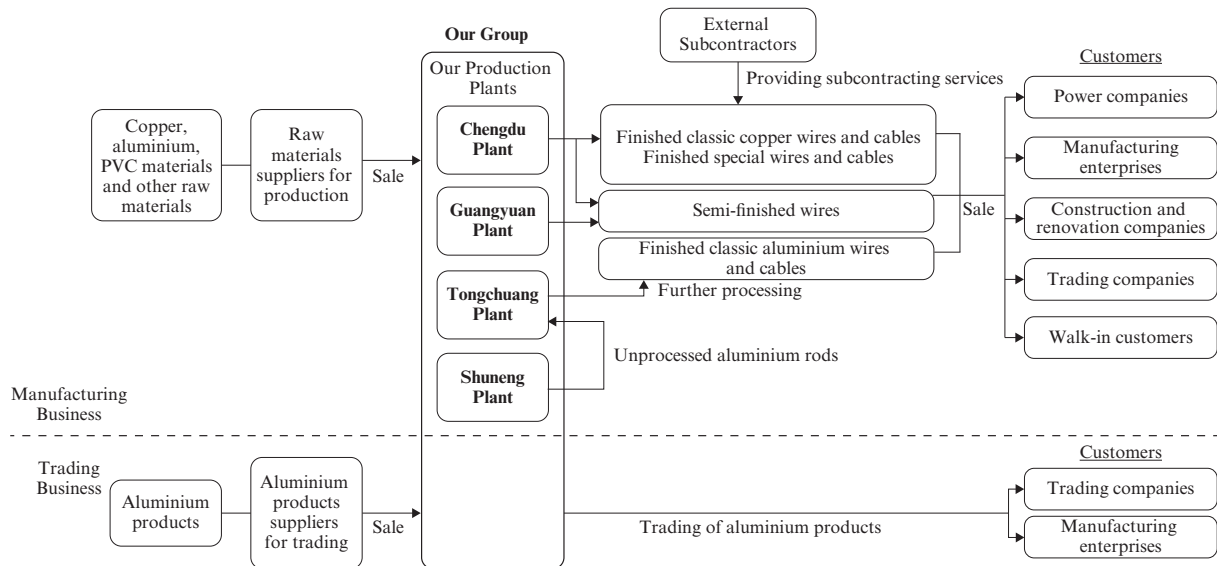 Our Group
Our Production
Plants
Copper,
aluminium,
PVC materials
and other raw
materials
Raw
materials
suppliers for
production
Sale
Chengdu
Plant
Guangyuan
Plant
Tongchuang
Plant
Shuneng
Plant
External
Subcontractors
Providing subcontracting services
Finished classic copper wires and cables
Finished special wires and cables
Semi-finished wires
Finished classic aluminium wires
and cables
Further processing
Unprocessed aluminium rods
Sale
Customers
Power companies
Manufacturing
enterprises
Construction and
renovation companies
Trading companies
Walk-in customers
Manufacturing
Business
Trading
Business
Aluminium
products
Aluminium
products
suppliers
for trading
Sale
Trading of aluminium products
Customers
Trading companies
Manufacturing
enterprises